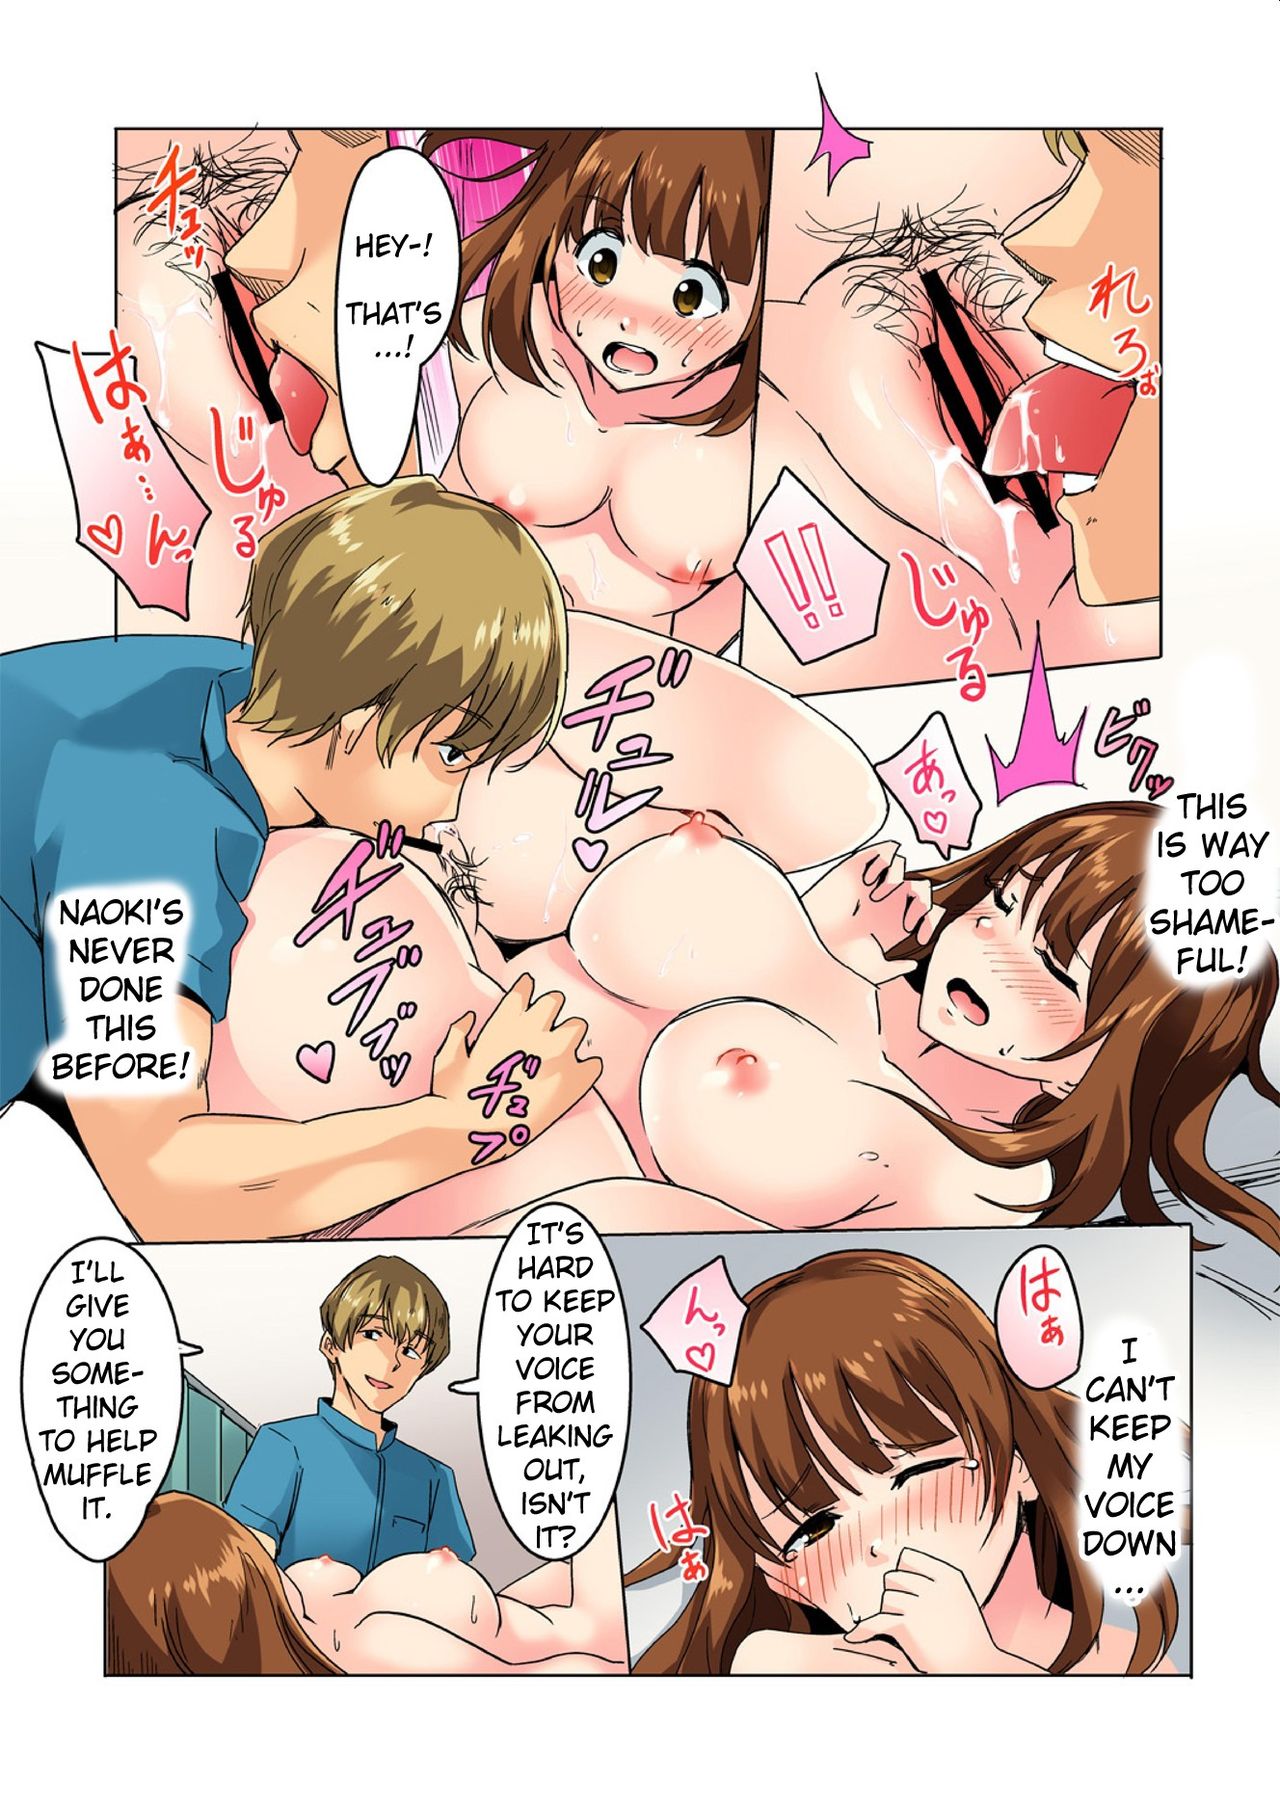 れろぉ
じゅる
!!
HEY-!
THAT'S
...!
チュッ
じゅる
はぁ…んっ♡
ビクッ
THIS
IS WAY
TOO
SHAME-
FUL!
あっ♡
ヂュル♡
チュブブッ♡
ヂュプ
NAOKI'S
NEVER
DONE
THIS
BEFORE!
はぁ
I
CAN'T
KEEP
MY
VOICE
DOWN
...
んっ♡
はぁ
IT'S
HARD
TO KEEP
YOUR
VOICE
FROM
LEAKING
OUT,
ISN'T
IT?
I'LL
GIVE
YOU
SOME-
THING
TO HELP
MUFFLE
IT.